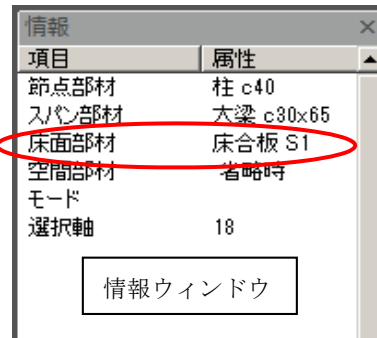 情報 ×
項目 属性
節点部材 柱 c40
スパン部材 大梁 c30x65
床面部材 床合板 S1
空間部材 省略時
モード
選択軸 18
情報ウィンドウ